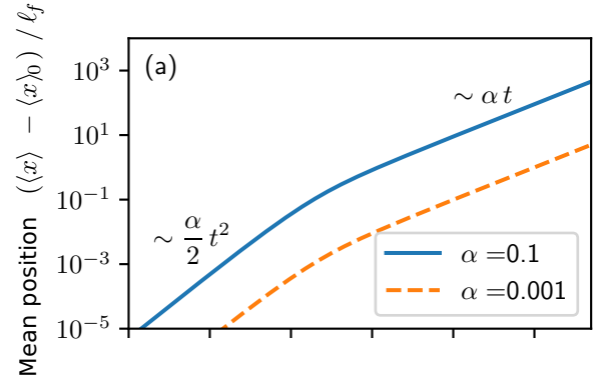 Mean position (⟨x⟩ − ⟨x⟩₀) / ℓ_f
(a)
10³
10¹
10⁻¹
10⁻³
10⁻⁵
∼ α t
∼ α/2 t²
α =0.1
α =0.001